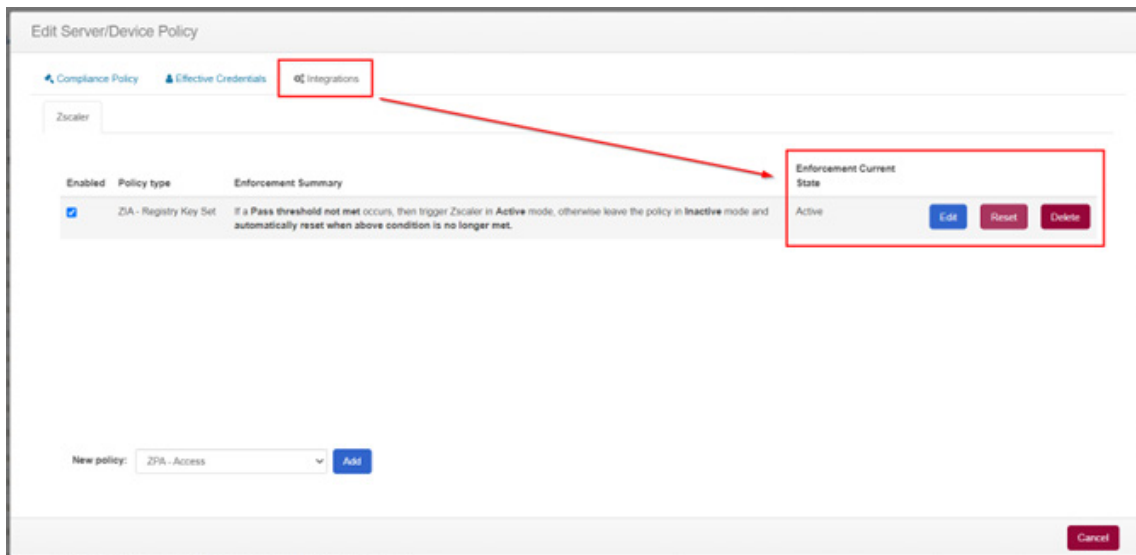 Edit Server/Device Policy
Compliance Policy Effective Credentials Integrations
Zscaler
Enforcement Current
Enabled Policy type Enforcement Summary State
ZIA - Registry Key Set If a Pass threshold not met occurs, then trigger Zscaler in Active mode, otherwise leave the policy in Inactive mode and Active Edit Reset Delete
automatically reset when above condition is no longer met.
New policy: ZPA - Access Add
Cancel